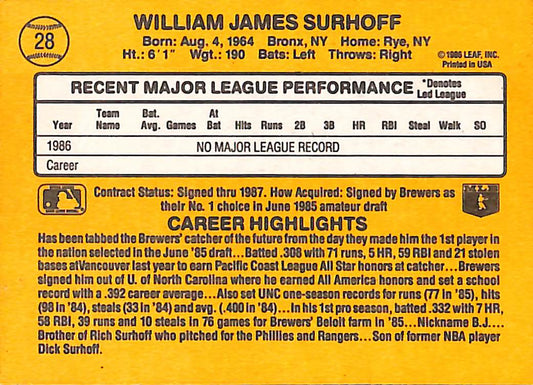 28
WILLIAM JAMES SURHOFF
Born: Aug. 4, 1964 Bronx, NY Home: Rye, NY
Ht.: 6'1" Wgt.: 190 Bats: Left Throws: Right
©1986 LEAF, INC.
Printed in USA
RECENT MAJOR LEAGUE PERFORMANCE *Denotes Led League
Year Team Name Bat. Avg. Games At Bat Hits Runs 2B 3B HR RBI Steal Walk SO
1986 NO MAJOR LEAGUE RECORD
Career
Contract Status: Signed thru 1987. How Acquired: Signed by Brewers as
their No. 1 choice in June 1985 amateur draft
CAREER HIGHLIGHTS
Has been tabbed the Brewers' catcher of the future from the day they made him the 1st player in
the nation selected in the June '85 draft...Batted .308 with 71 runs, 5 HR, 59 RBI and 21 stolen
bases atVancouver last year to earn Pacific Coast League All Star honors at catcher...Brewers
signed him out of U. of North Carolina where he earned All America honors and set a school
record with a .392 career average...Also set UNC one-season records for runs (77 in '85), hits
(98 in '84), steals (33 in '84) and avg. (.400 in '84)...In his 1st pro season, batted .332 with 7 HR,
58 RBI, 39 runs and 10 steals in 76 games for Brewers' Beloit farm in '85...Nickname B.J....
Brother of Rich Surhoff who pitched for the Phillies and Rangers...Son of former NBA player
Dick Surhoff.